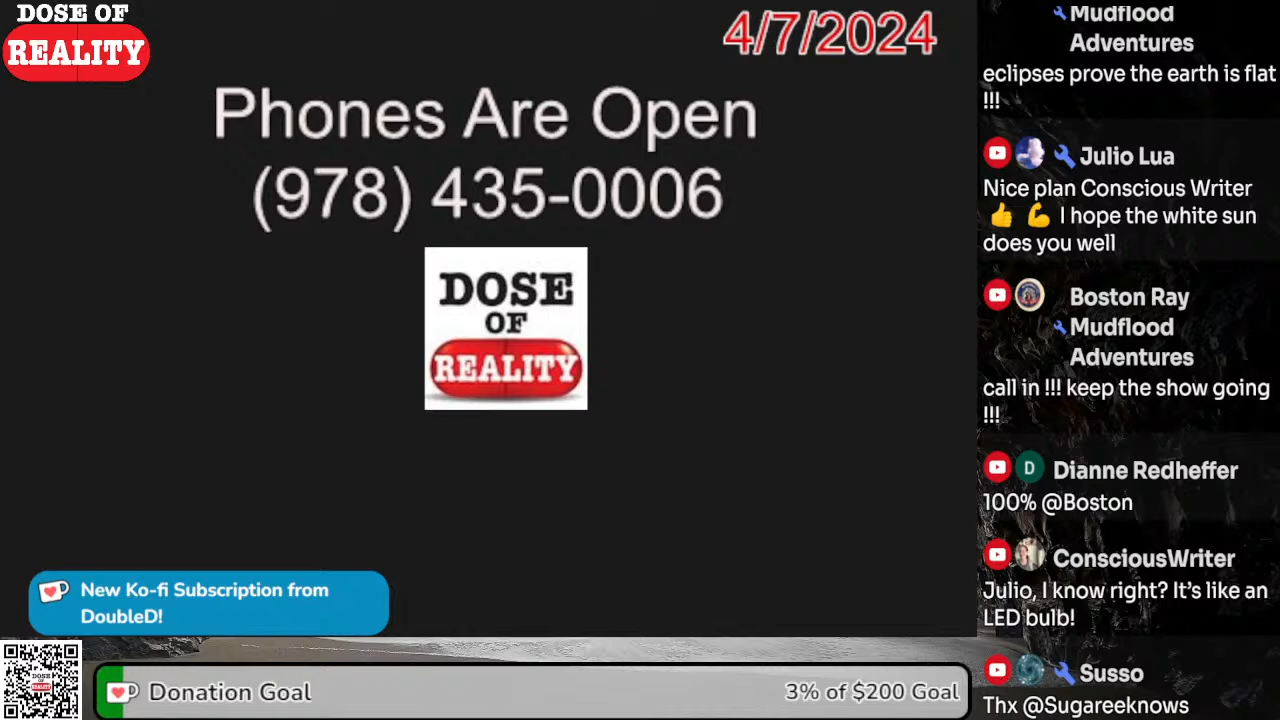 DOSE OF
REALITY
4/7/2024
Phones Are Open
(978) 435-0006
DOSE
OF
REALITY
New Ko-fi Subscription from
DoubleD!
Donation Goal
3% of $200 Goal
Mudflood
Adventures
eclipses prove the earth is flat
!!!
Julio Lua
Nice plan Conscious Writer
👍 💪 I hope the white sun
does you well
Boston Ray
Mudflood
Adventures
call in !!! keep the show going
!!!
D
Dianne Redheffer
100% @Boston
ConsciousWriter
Julio, I know right? It's like an
LED bulb!
Susso
Thx @Sugareeknows